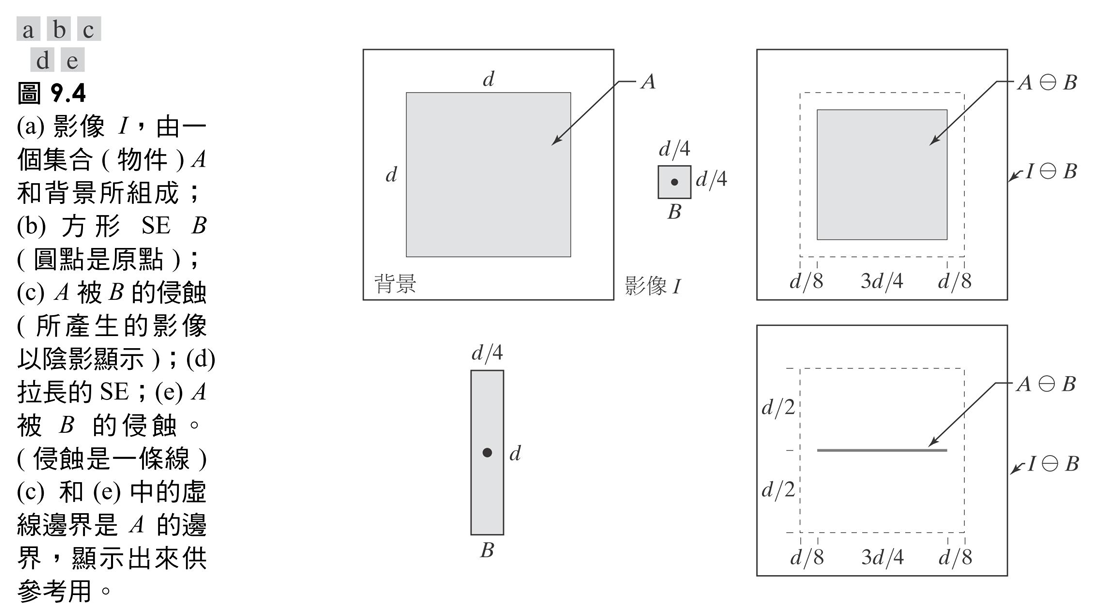 a b c
d e
圖 9.4
(a) 影像 I，由一
個集合 ( 物件 ) A
和背景所組成；
(b) 方形 SE B
( 圓點是原點 )；
(c) A 被 B 的侵蝕
( 所產生的影像
以陰影顯示 )；(d)
拉長的 SE；(e) A
被 B 的侵蝕。
( 侵蝕是一條線 )
(c) 和 (e) 中的虛
線邊界是 A 的邊
界，顯示出來供
參考用。
d
A
d
背景
影像 I
d/4
d/4
B
A ⊖ B
I ⊖ B
d/8 3d/4 d/8
d/4
d
B
A ⊖ B
d/2
I ⊖ B
d/2
d/8 3d/4 d/8